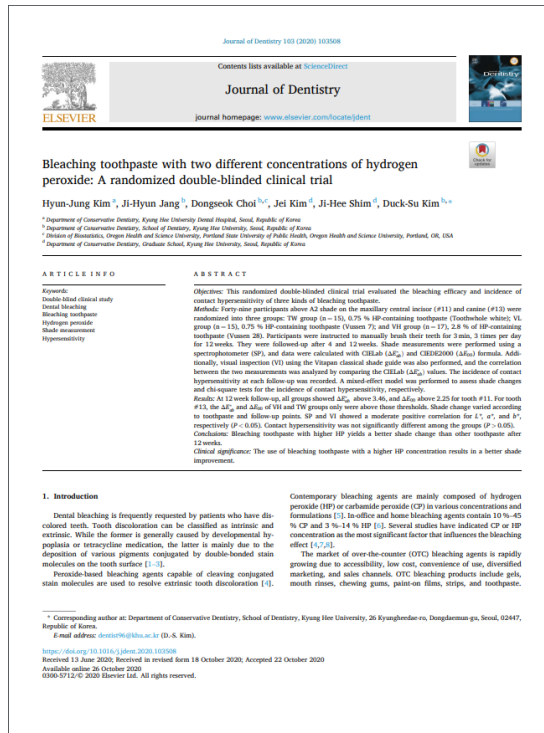 Journal of Dentistry 103 (2020) 103508
Contents lists available at ScienceDirect
Journal of Dentistry
journal homepage: www.elsevier.com/locate/jdent
ELSEVIER
Dentistry
Check for
updates
Bleaching toothpaste with two different concentrations of hydrogen
peroxide: A randomized double-blinded clinical trial
Hyun-Jung Kim a, Ji-Hyun Jang b, Dongseok Choi b,c, Jei Kim d, Ji-Hee Shim d, Duck-Su Kim b,*
a Department of Conservative Dentistry, Kyung Hee University Dental Hospital, Seoul, Republic of Korea
b Department of Conservative Dentistry, School of Dentistry, Kyung Hee University, Seoul, Republic of Korea
c Division of Biostatistics, Oregon Health and Science University, Portland State University of Public Health, Oregon Health and Science University, Portland, OR, USA
d Department of Conservative Dentistry, Graduate School, Kyung Hee University, Seoul, Republic of Korea
ARTICLE INFO
Keywords:
Double-blind clinical study
Dental bleaching
Bleaching toothpaste
Hydrogen peroxide
Shade measurement
Hypersensitivity
ABSTRACT
Objectives: This randomized double-blinded clinical trial evaluated the bleaching efficacy and incidence of
contact hypersensitivity of three kinds of bleaching toothpaste.
Methods: Forty-nine participants above A2 shade on the maxillary central incisor (#11) and canine (#13) were
randomized into three groups: TW group (n = 15), 0.75 % HP-containing toothpaste (Toothwhole white); VL
group (n = 15), 0.75 % HP-containing toothpaste (Vussen 7); and VH group (n = 17), 2.8 % of HP-containing
toothpaste (Vussen 28). Participants were instructed to manually brush their teeth for 3 min, 3 times per day
for 12 weeks. They were followed-up after 4 and 12 weeks. Shade measurements were performed using a
spectrophotometer (SP), and data were calculated with CIELab (ΔE*ab) and CIEDE2000 (ΔE00) formula. Addi-
tionally, visual inspection (VI) using the Vitapan classical shade guide was also performed, and the correlation
between the two measurements was analyzed by comparing the CIELab (ΔE*ab) values. The incidence of contact
hypersensitivity at each follow-up was recorded. A mixed-effect model was performed to assess shade changes
and chi-square tests for the incidence of contact hypersensitivity, respectively.
Results: At 12 week follow-up, all groups showed ΔE*ab above 3.46, and ΔE00 above 2.25 for tooth #11. For tooth
#13, the ΔE*ab and ΔE00 of VH and TW groups only were above those thresholds. Shade change varied according
to toothpaste and follow-up points. SP and VI showed a moderate positive correlation for L*, a*, and b*,
respectively (P < 0.05). Contact hypersensitivity was not significantly different among the groups (P > 0.05).
Conclusions: Bleaching toothpaste with higher HP yields a better shade change than other toothpaste after
12 weeks.
Clinical significance: The use of bleaching toothpaste with a higher HP concentration results in a better shade
improvement.
1. Introduction
Dental bleaching is frequently requested by patients who have dis-
colored teeth. Tooth discoloration can be classified as intrinsic and
extrinsic. While the former is generally caused by developmental hy-
poplasia or tetracycline medication, the latter is mainly due to the
deposition of various pigments conjugated by double-bonded stain
molecules on the tooth surface [1–3].
Peroxide-based bleaching agents capable of cleaving conjugated
stain molecules are used to resolve extrinsic tooth discoloration [4].
Contemporary bleaching agents are mainly composed of hydrogen
peroxide (HP) or carbamide peroxide (CP) in various concentrations and
formulations [5]. In-office and home bleaching agents contain 10 %–45
% CP and 3 %–14 % HP [6]. Several studies have indicated CP or HP
concentration as the most significant factor that influences the bleaching
effect [4,7,8].
The market of over-the-counter (OTC) bleaching agents is rapidly
growing due to accessibility, low cost, convenience of use, diversified
marketing, and sales channels. OTC bleaching products include gels,
mouth rinses, chewing gums, paint-on films, strips, and toothpaste.
* Corresponding author at: Department of Conservative Dentistry, School of Dentistry, Kyung Hee University, 26 Kyungheedae-ro, Dongdaemun-gu, Seoul, 02447,
Republic of Korea.
E-mail address: dentist96@khu.ac.kr (D.-S. Kim).
https://doi.org/10.1016/j.jdent.2020.103508
Received 13 June 2020; Received in revised form 18 October 2020; Accepted 22 October 2020
Available online 26 October 2020
0300-5712/© 2020 Elsevier Ltd. All rights reserved.